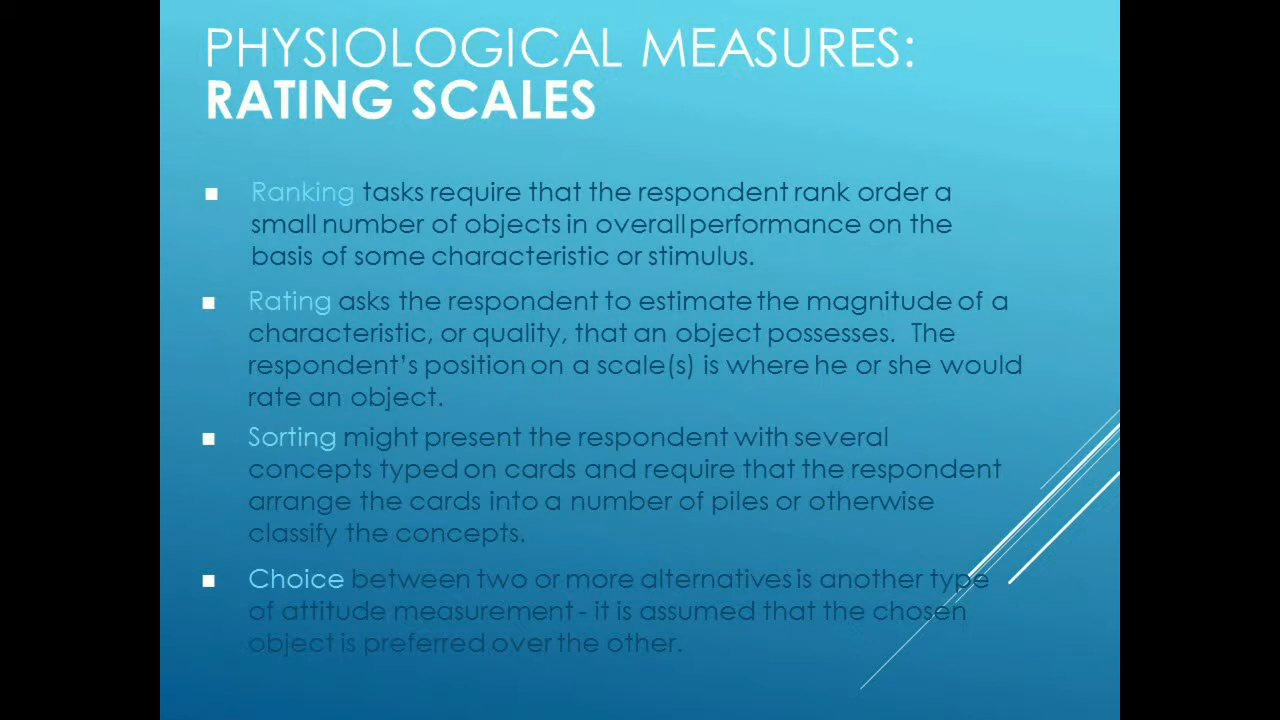 PHYSIOLOGICAL MEASURES:
RATING SCALES
Ranking tasks require that the respondent rank order a
small number of objects in overall performance on the
basis of some characteristic or stimulus.
Rating asks the respondent to estimate the magnitude of a
characteristic, or quality, that an object possesses. The
respondent's position on a scale(s) is where he or she would
rate an object.
Sorting might present the respondent with several
concepts typed on cards and require that the respondent
arrange the cards into a number of piles or otherwise
classify the concepts.
Choice between two or more alternatives is another type
of attitude measurement - it is assumed that the chosen
object is preferred over the other.